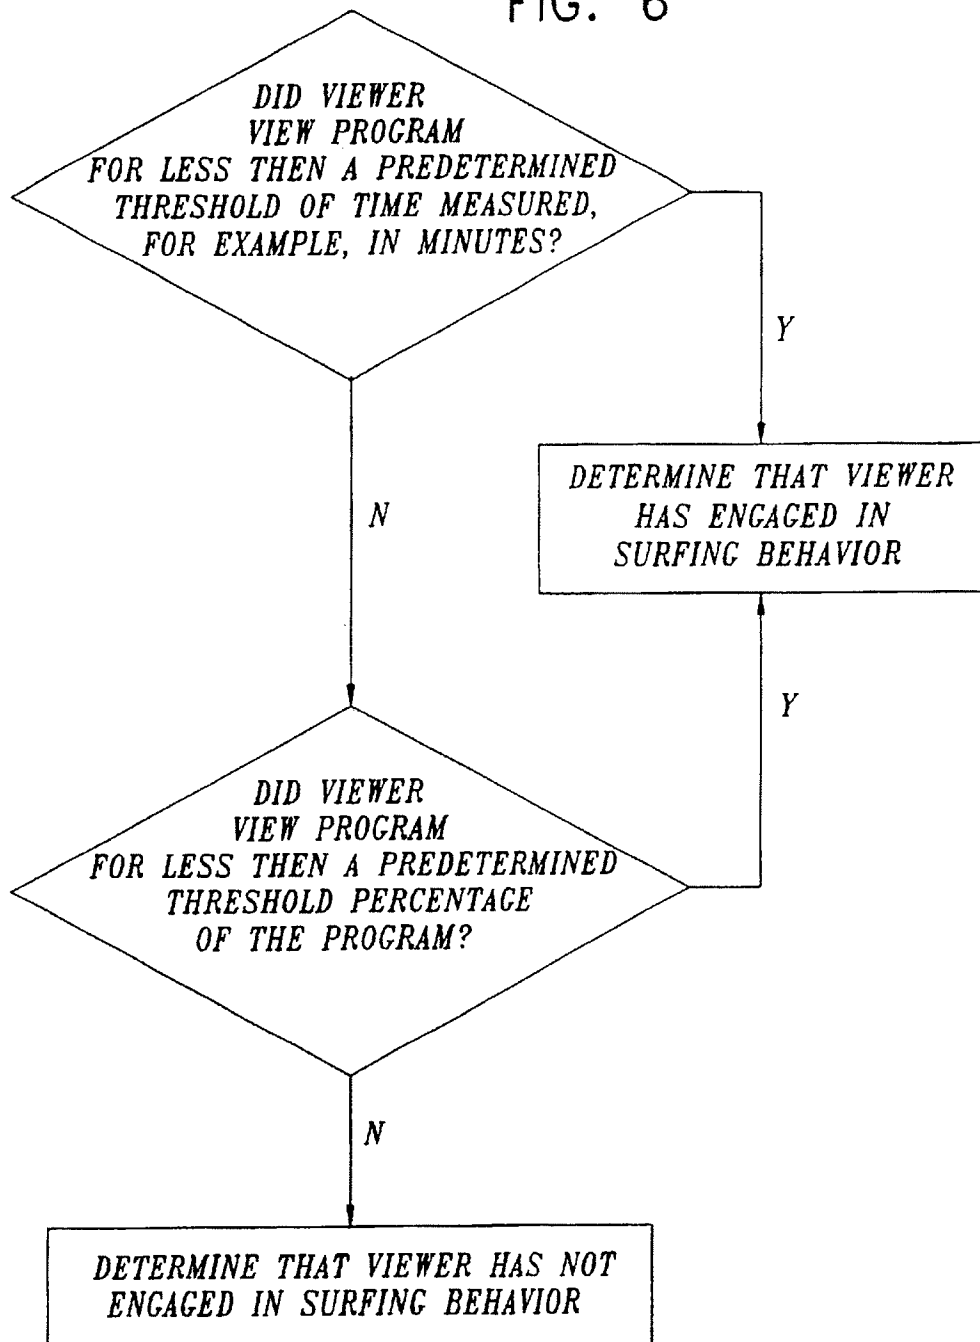 FIG. 6
DID VIEWER
VIEW PROGRAM
FOR LESS THEN A PREDETERMINED
THRESHOLD OF TIME MEASURED,
FOR EXAMPLE, IN MINUTES?
Y
DETERMINE THAT VIEWER
HAS ENGAGED IN
SURFING BEHAVIOR
N
Y
DID VIEWER
VIEW PROGRAM
FOR LESS THEN A PREDETERMINED
THRESHOLD PERCENTAGE
OF THE PROGRAM?
N
DETERMINE THAT VIEWER HAS NOT
ENGAGED IN SURFING BEHAVIOR